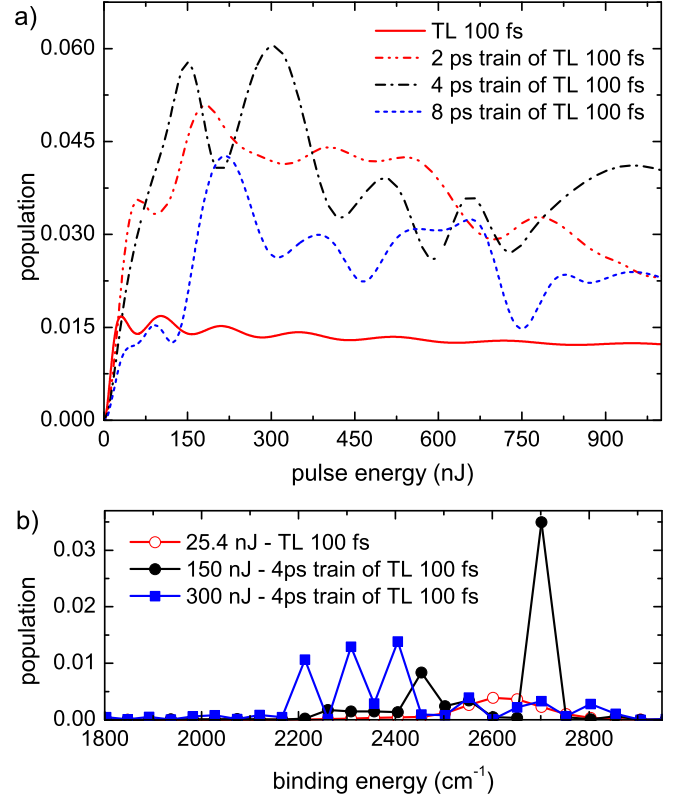 a)
TL 100 fs
2 ps train of TL 100 fs
4 ps train of TL 100 fs
8 ps train of TL 100 fs
0.060
0.045
0.030
0.015
0.000
population
0 150 300 450 600 750 900
pulse energy (nJ)
b)
25.4 nJ - TL 100 fs
150 nJ - 4ps train of TL 100 fs
300 nJ - 4ps train of TL 100 fs
0.03
0.02
0.01
0.00
population
1800 2000 2200 2400 2600 2800
binding energy (cm⁻¹)